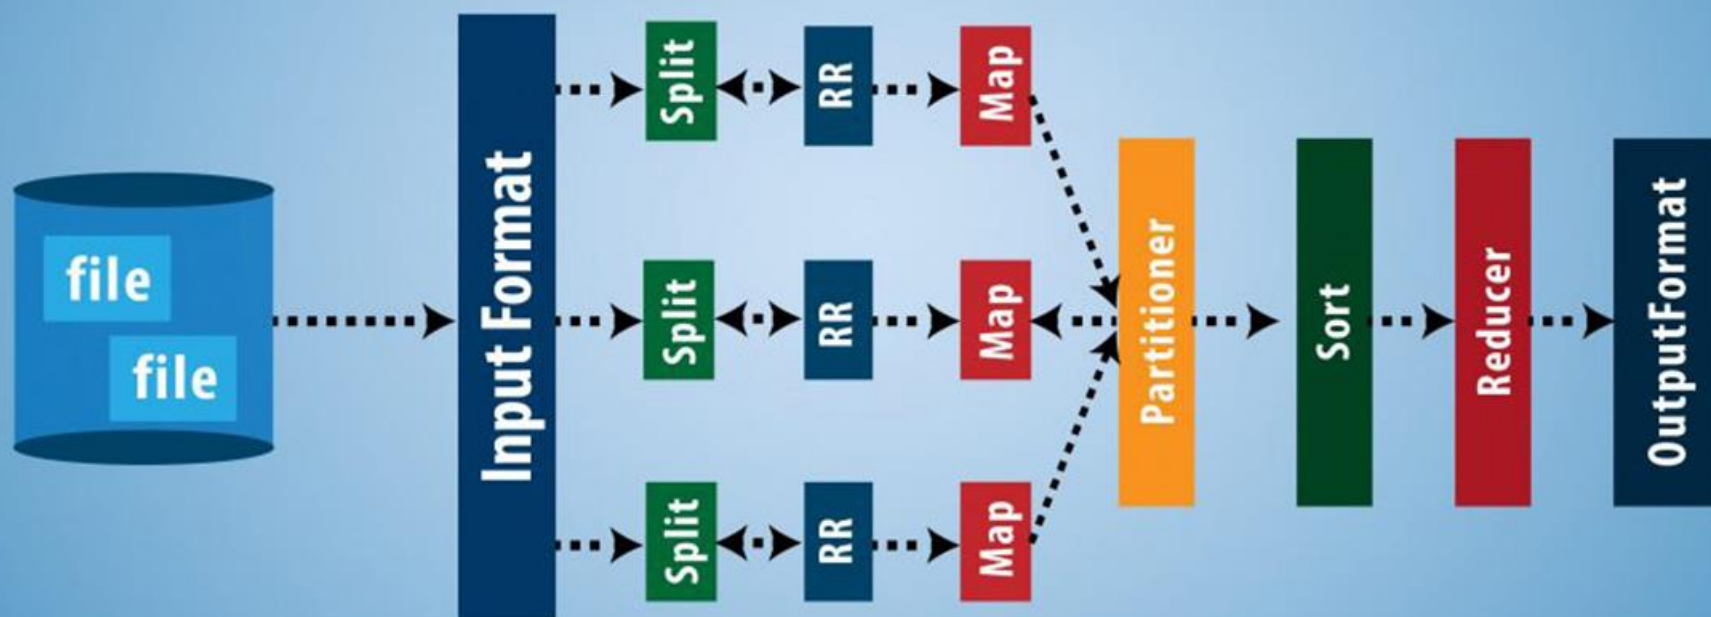 file
file
Input Format
Split
RR
Map
Split
RR
Map
Split
RR
Map
Partitioner
Sort
Reducer
OutputFormat